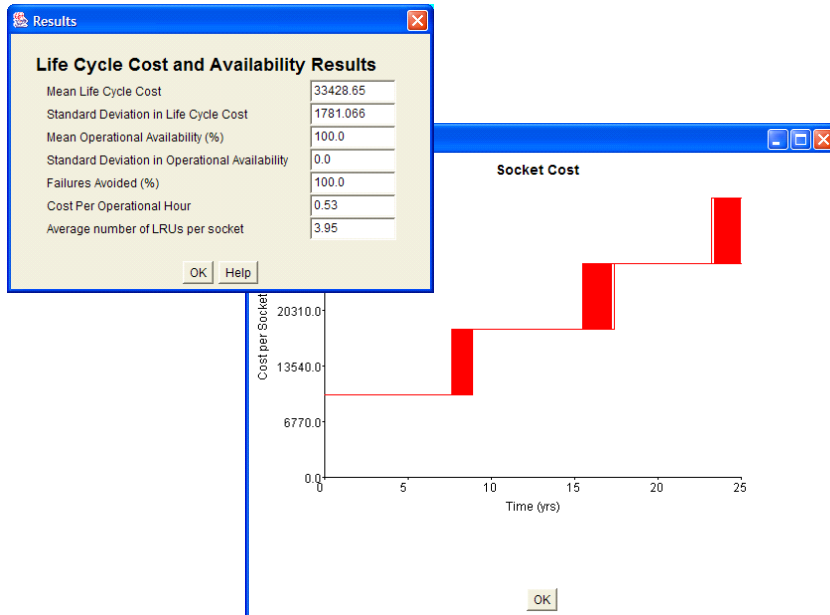 Results
Life Cycle Cost and Availability Results
Mean Life Cycle Cost 33428.65
Standard Deviation in Life Cycle Cost 1781.066
Mean Operational Availability (%) 100.0
Standard Deviation in Operational Availability 0.0
Failures Avoided (%) 100.0
Cost Per Operational Hour 0.53
Average number of LRUs per socket 3.95
OK Help
Socket Cost
Cost per Socket
20310.0
13540.0
6770.0
0.0
0 5 10 15 20 25
Time (yrs)
OK